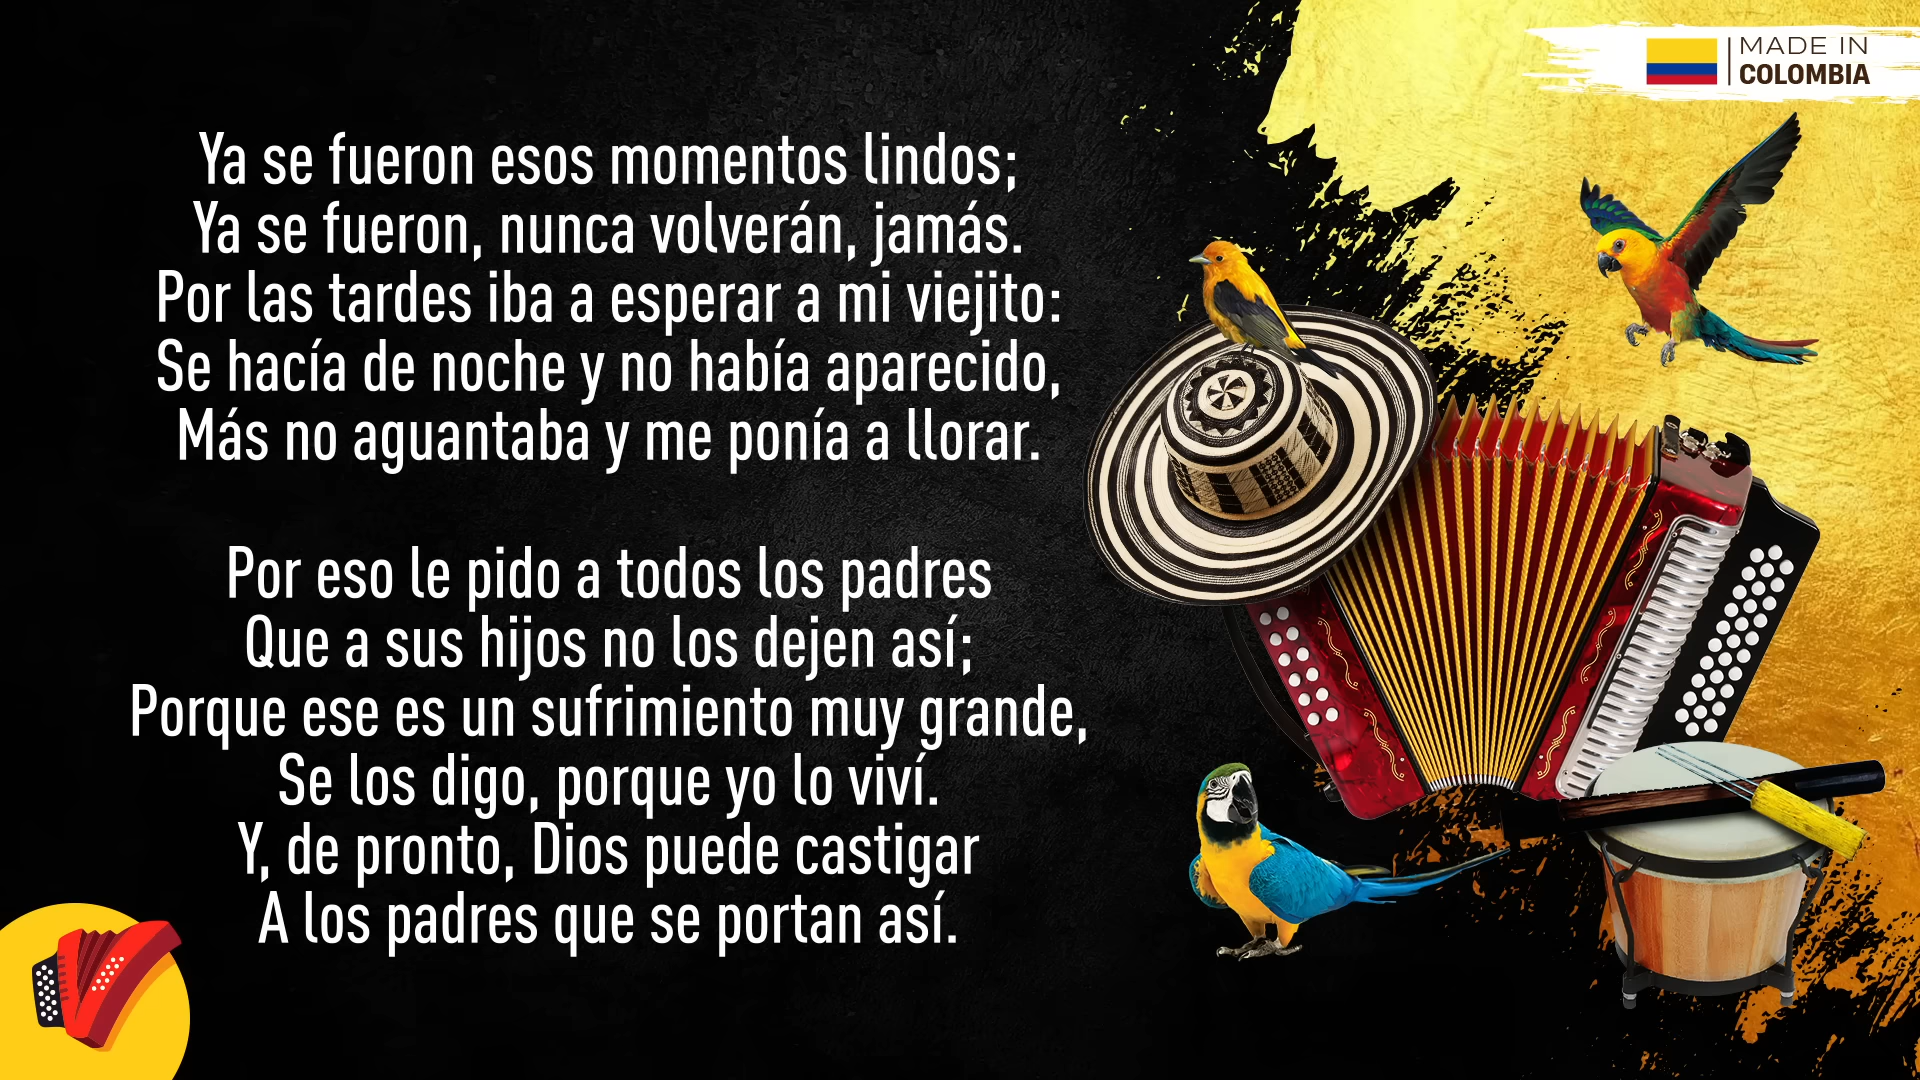 MADE IN
COLOMBIA
Ya se fueron esos momentos lindos;
Ya se fueron, nunca volverán, jamás.
Por las tardes iba a esperar a mi viejito:
Se hacía de noche y no había aparecido,
Más no aguantaba y me ponía a llorar.
Por eso le pido a todos los padres
Que a sus hijos no los dejen así;
Porque ese es un sufrimiento muy grande,
Se los digo, porque yo lo viví.
Y, de pronto, Dios puede castigar
A los padres que se portan así.